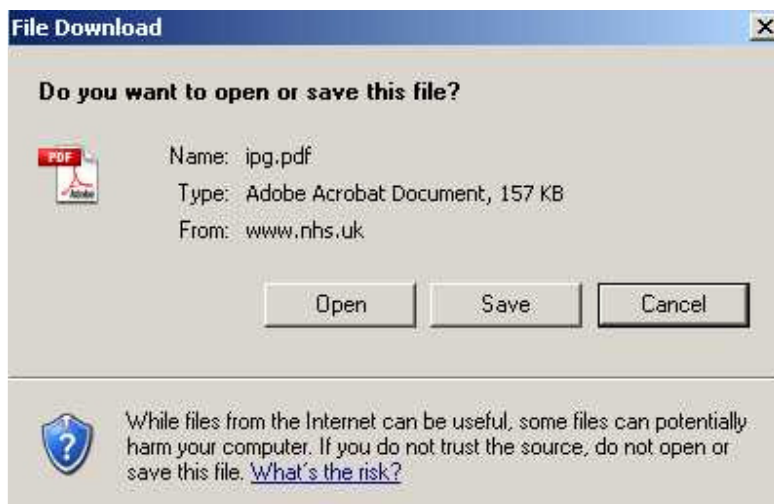 File Download
Do you want to open or save this file?
PDF
Adobe
Name: ipg.pdf
Type: Adobe Acrobat Document, 157 KB
From: www.nhs.uk
Open Save Cancel
While files from the Internet can be useful, some files can potentially
harm your computer. If you do not trust the source, do not open or
save this file. What's the risk?